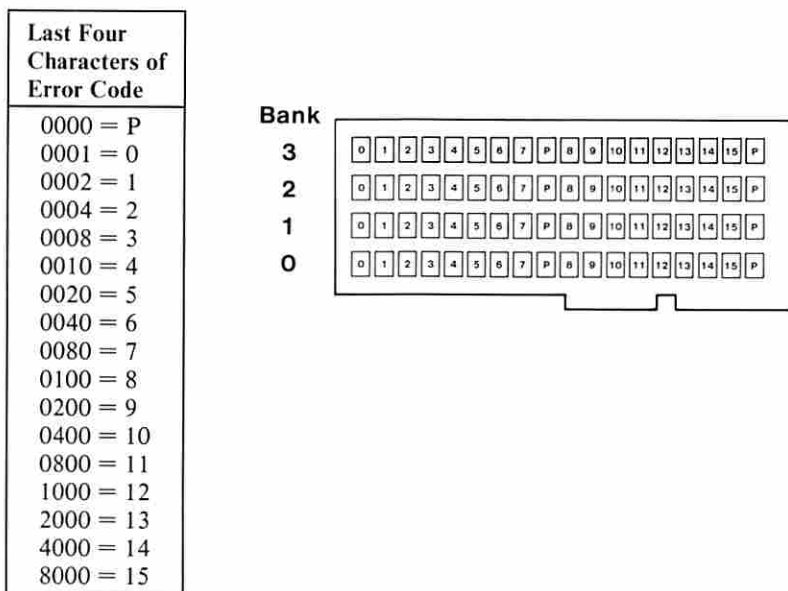 Last Four
Characters of
Error Code
0000 = P
0001 = 0
0002 = 1
0004 = 2
0008 = 3
0010 = 4
0020 = 5
0040 = 6
0080 = 7
0100 = 8
0200 = 9
0400 = 10
0800 = 11
1000 = 12
2000 = 13
4000 = 14
8000 = 15
Bank
3 0 1 2 3 4 5 6 7 P 8 9 10 11 12 13 14 15 P
2 0 1 2 3 4 5 6 7 P 8 9 10 11 12 13 14 15 P
1 0 1 2 3 4 5 6 7 P 8 9 10 11 12 13 14 15 P
0 0 1 2 3 4 5 6 7 P 8 9 10 11 12 13 14 15 P